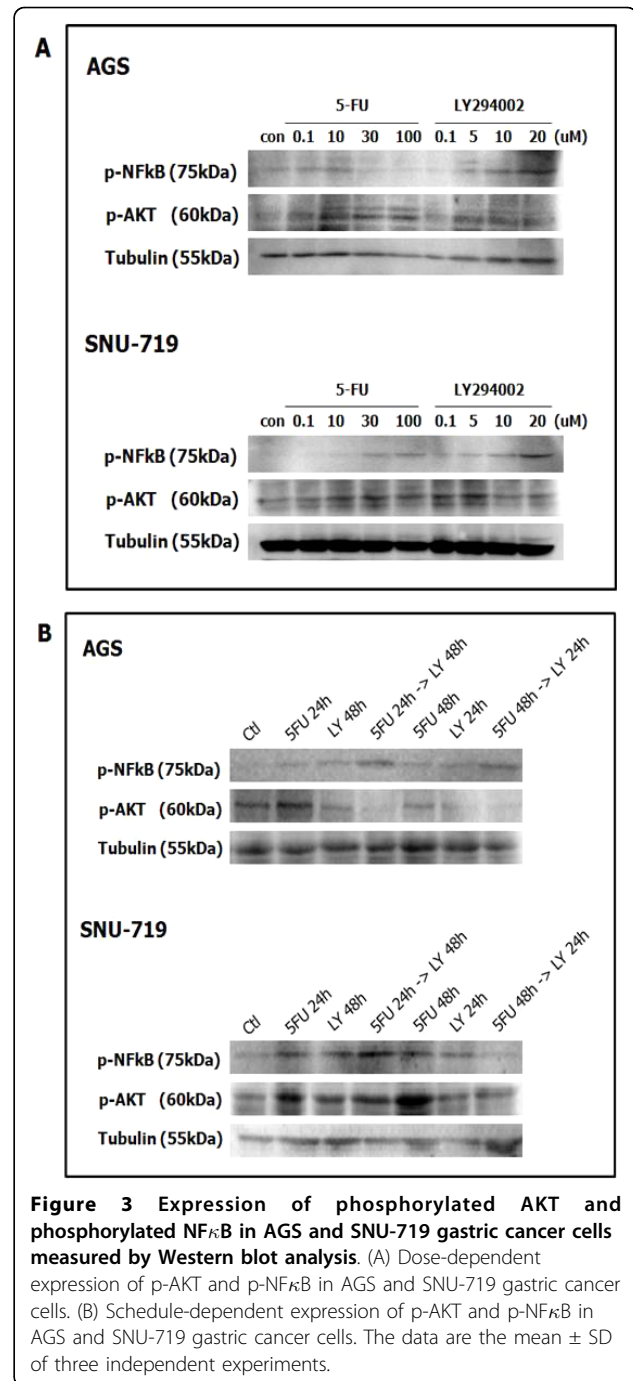 A
AGS
5-FU LY294002
con 0.1 10 30 100 0.1 5 10 20 (uM)
p-NFkB (75kDa)
p-AKT (60kDa)
Tubulin (55kDa)
SNU-719
5-FU LY294002
con 0.1 10 30 100 0.1 5 10 20 (uM)
p-NFkB (75kDa)
p-AKT (60kDa)
Tubulin (55kDa)
B
AGS
Ctl 5FU 24h LY 48h 5FU 24h -> LY 48h 5FU 48h LY 24h 5FU 48h -> LY 24h
p-NFkB (75kDa)
p-AKT (60kDa)
Tubulin (55kDa)
SNU-719
Ctl 5FU 24h LY 48h 5FU 24h -> LY 48h 5FU 48h LY 24h 5FU 48h -> LY 24h
p-NFkB (75kDa)
p-AKT (60kDa)
Tubulin (55kDa)
Figure 3 Expression of phosphorylated AKT and
phosphorylated NFκB in AGS and SNU-719 gastric cancer cells
measured by Western blot analysis. (A) Dose-dependent
expression of p-AKT and p-NFκB in AGS and SNU-719 gastric cancer
cells. (B) Schedule-dependent expression of p-AKT and p-NFκB in
AGS and SNU-719 gastric cancer cells. The data are the mean ± SD
of three independent experiments.